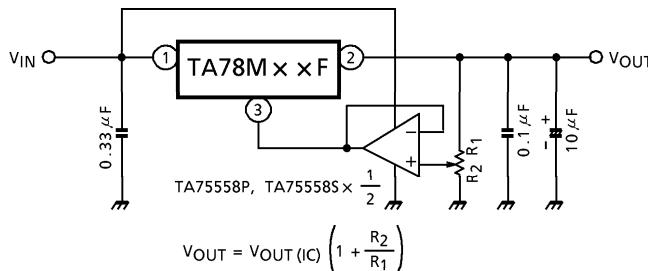 VIN
1
TA78M××F
2
VOUT
3
0.33μF
−
+
R2 R1
0.1μF
− +
10μF
TA75558P, TA75558S× 1/2
VOUT = VOUT (IC) (1 + R2/R1)